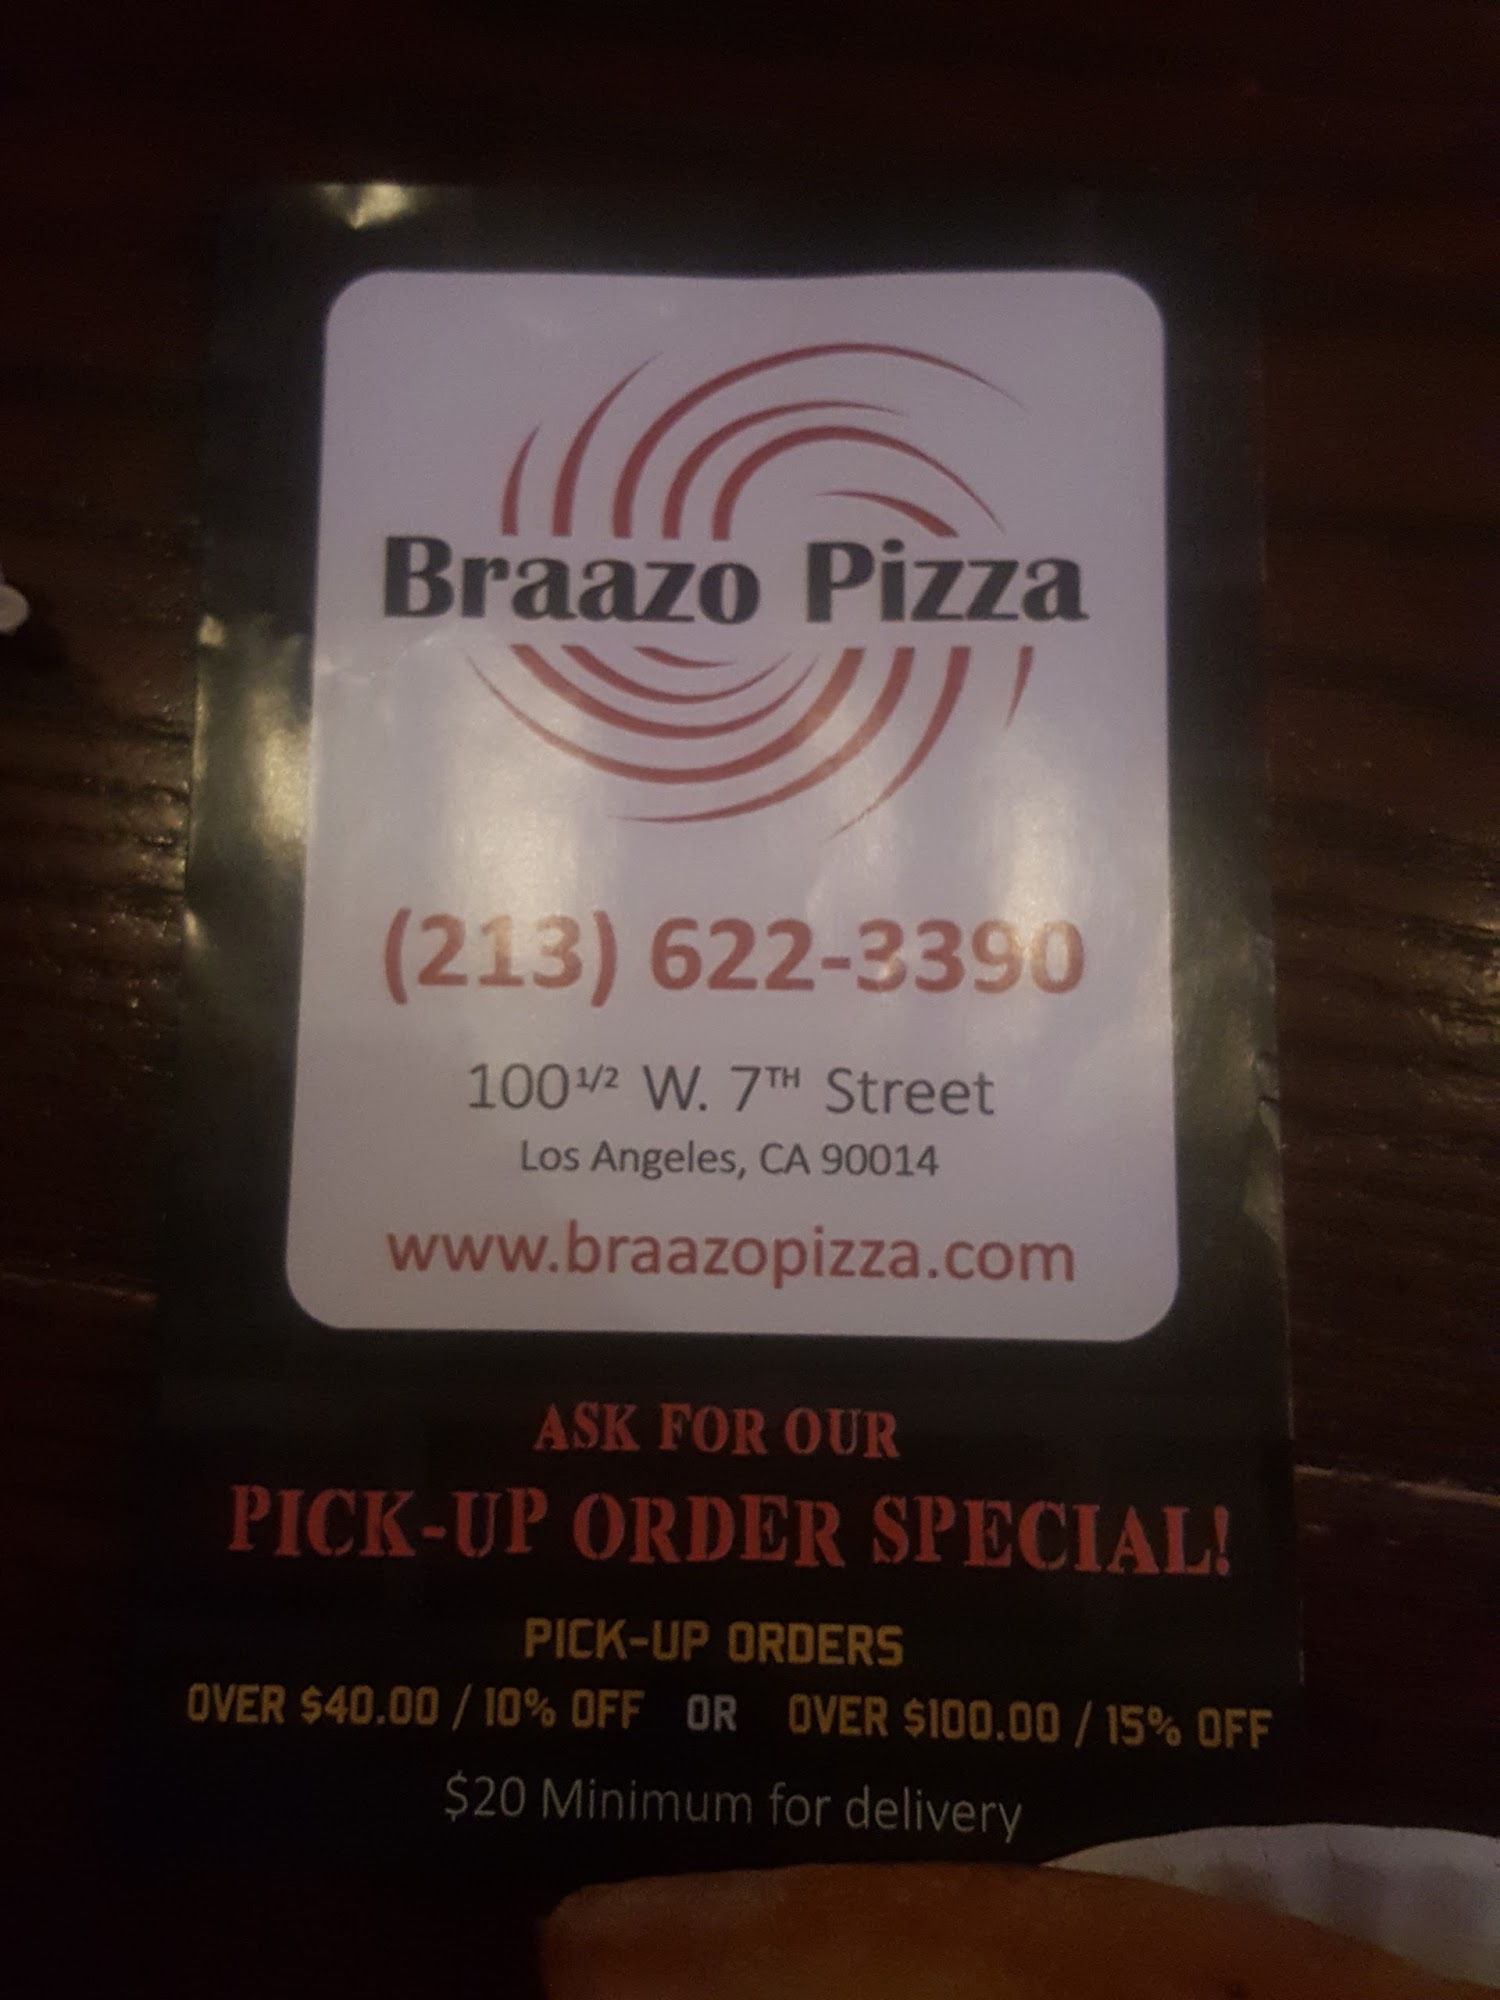 Braazo Pizza
(213) 622-3390
100 1/2 W. 7TH Street
Los Angeles, CA 90014
www.braazopizza.com
ASK FOR OUR
PICK-UP ORDER SPECIAL!
PICK-UP ORDERS
OVER $40.00 / 10% OFF OR OVER $100.00 / 15% OFF
$20 Minimum for delivery